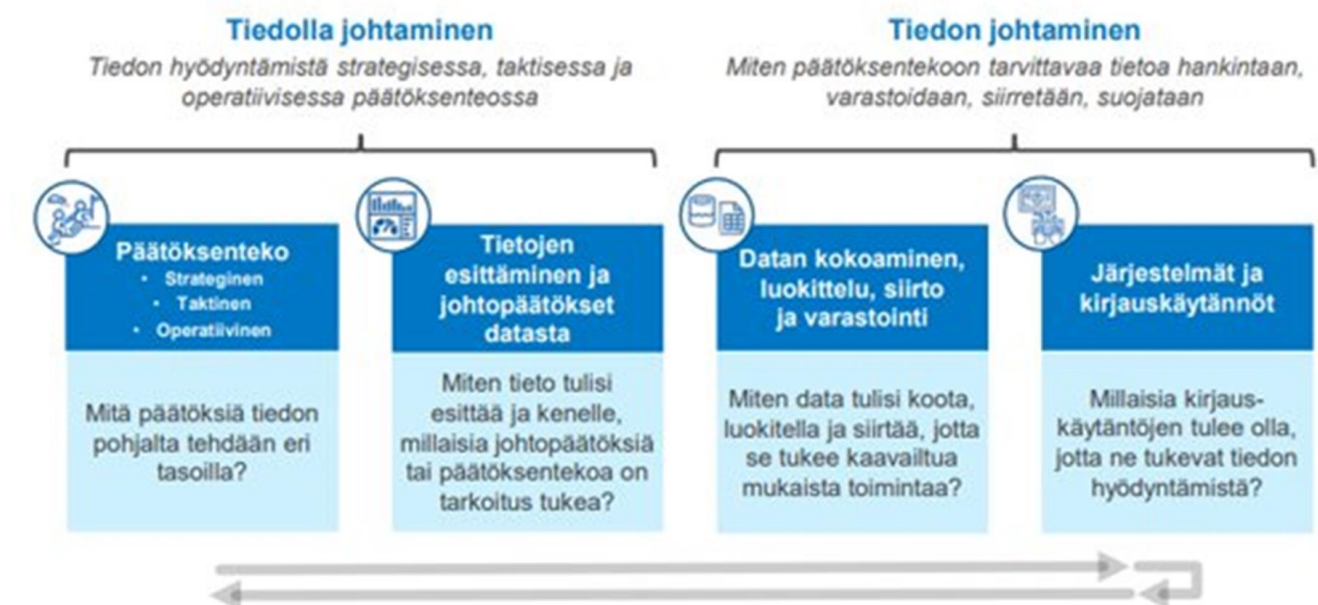 Tiedolla johtaminen
Tiedon hyödyntämistä strategisessa, taktisessa ja
operatiivisessa päätöksenteossa
Tiedon johtaminen
Miten päätöksentekoon tarvittavaa tietoa hankintaan,
varastoidaan, siirretään, suojataan
Päätöksenteko
• Strateginen
• Taktinen
• Operatiivinen
Mitä päätöksiä tiedon
pohjalta tehdään eri
tasoilla?
Tietojen
esittäminen ja
johtopäätökset
datasta
Miten tieto tulisi
esittää ja kenelle,
millaisia johtopäätöksiä
tai päätöksentekoa on
tarkoitus tukea?
Datan kokoaminen,
luokittelu, siirto
ja varastointi
Miten data tulisi koota,
luokitella ja siirtää, jotta
se tukee kaavailtua
mukaista toimintaa?
Järjestelmät ja
kirjauskäytännöt
Millaisia kirjaus-
käytäntöjen tulee olla,
jotta ne tukevat tiedon
hyödyntämistä?